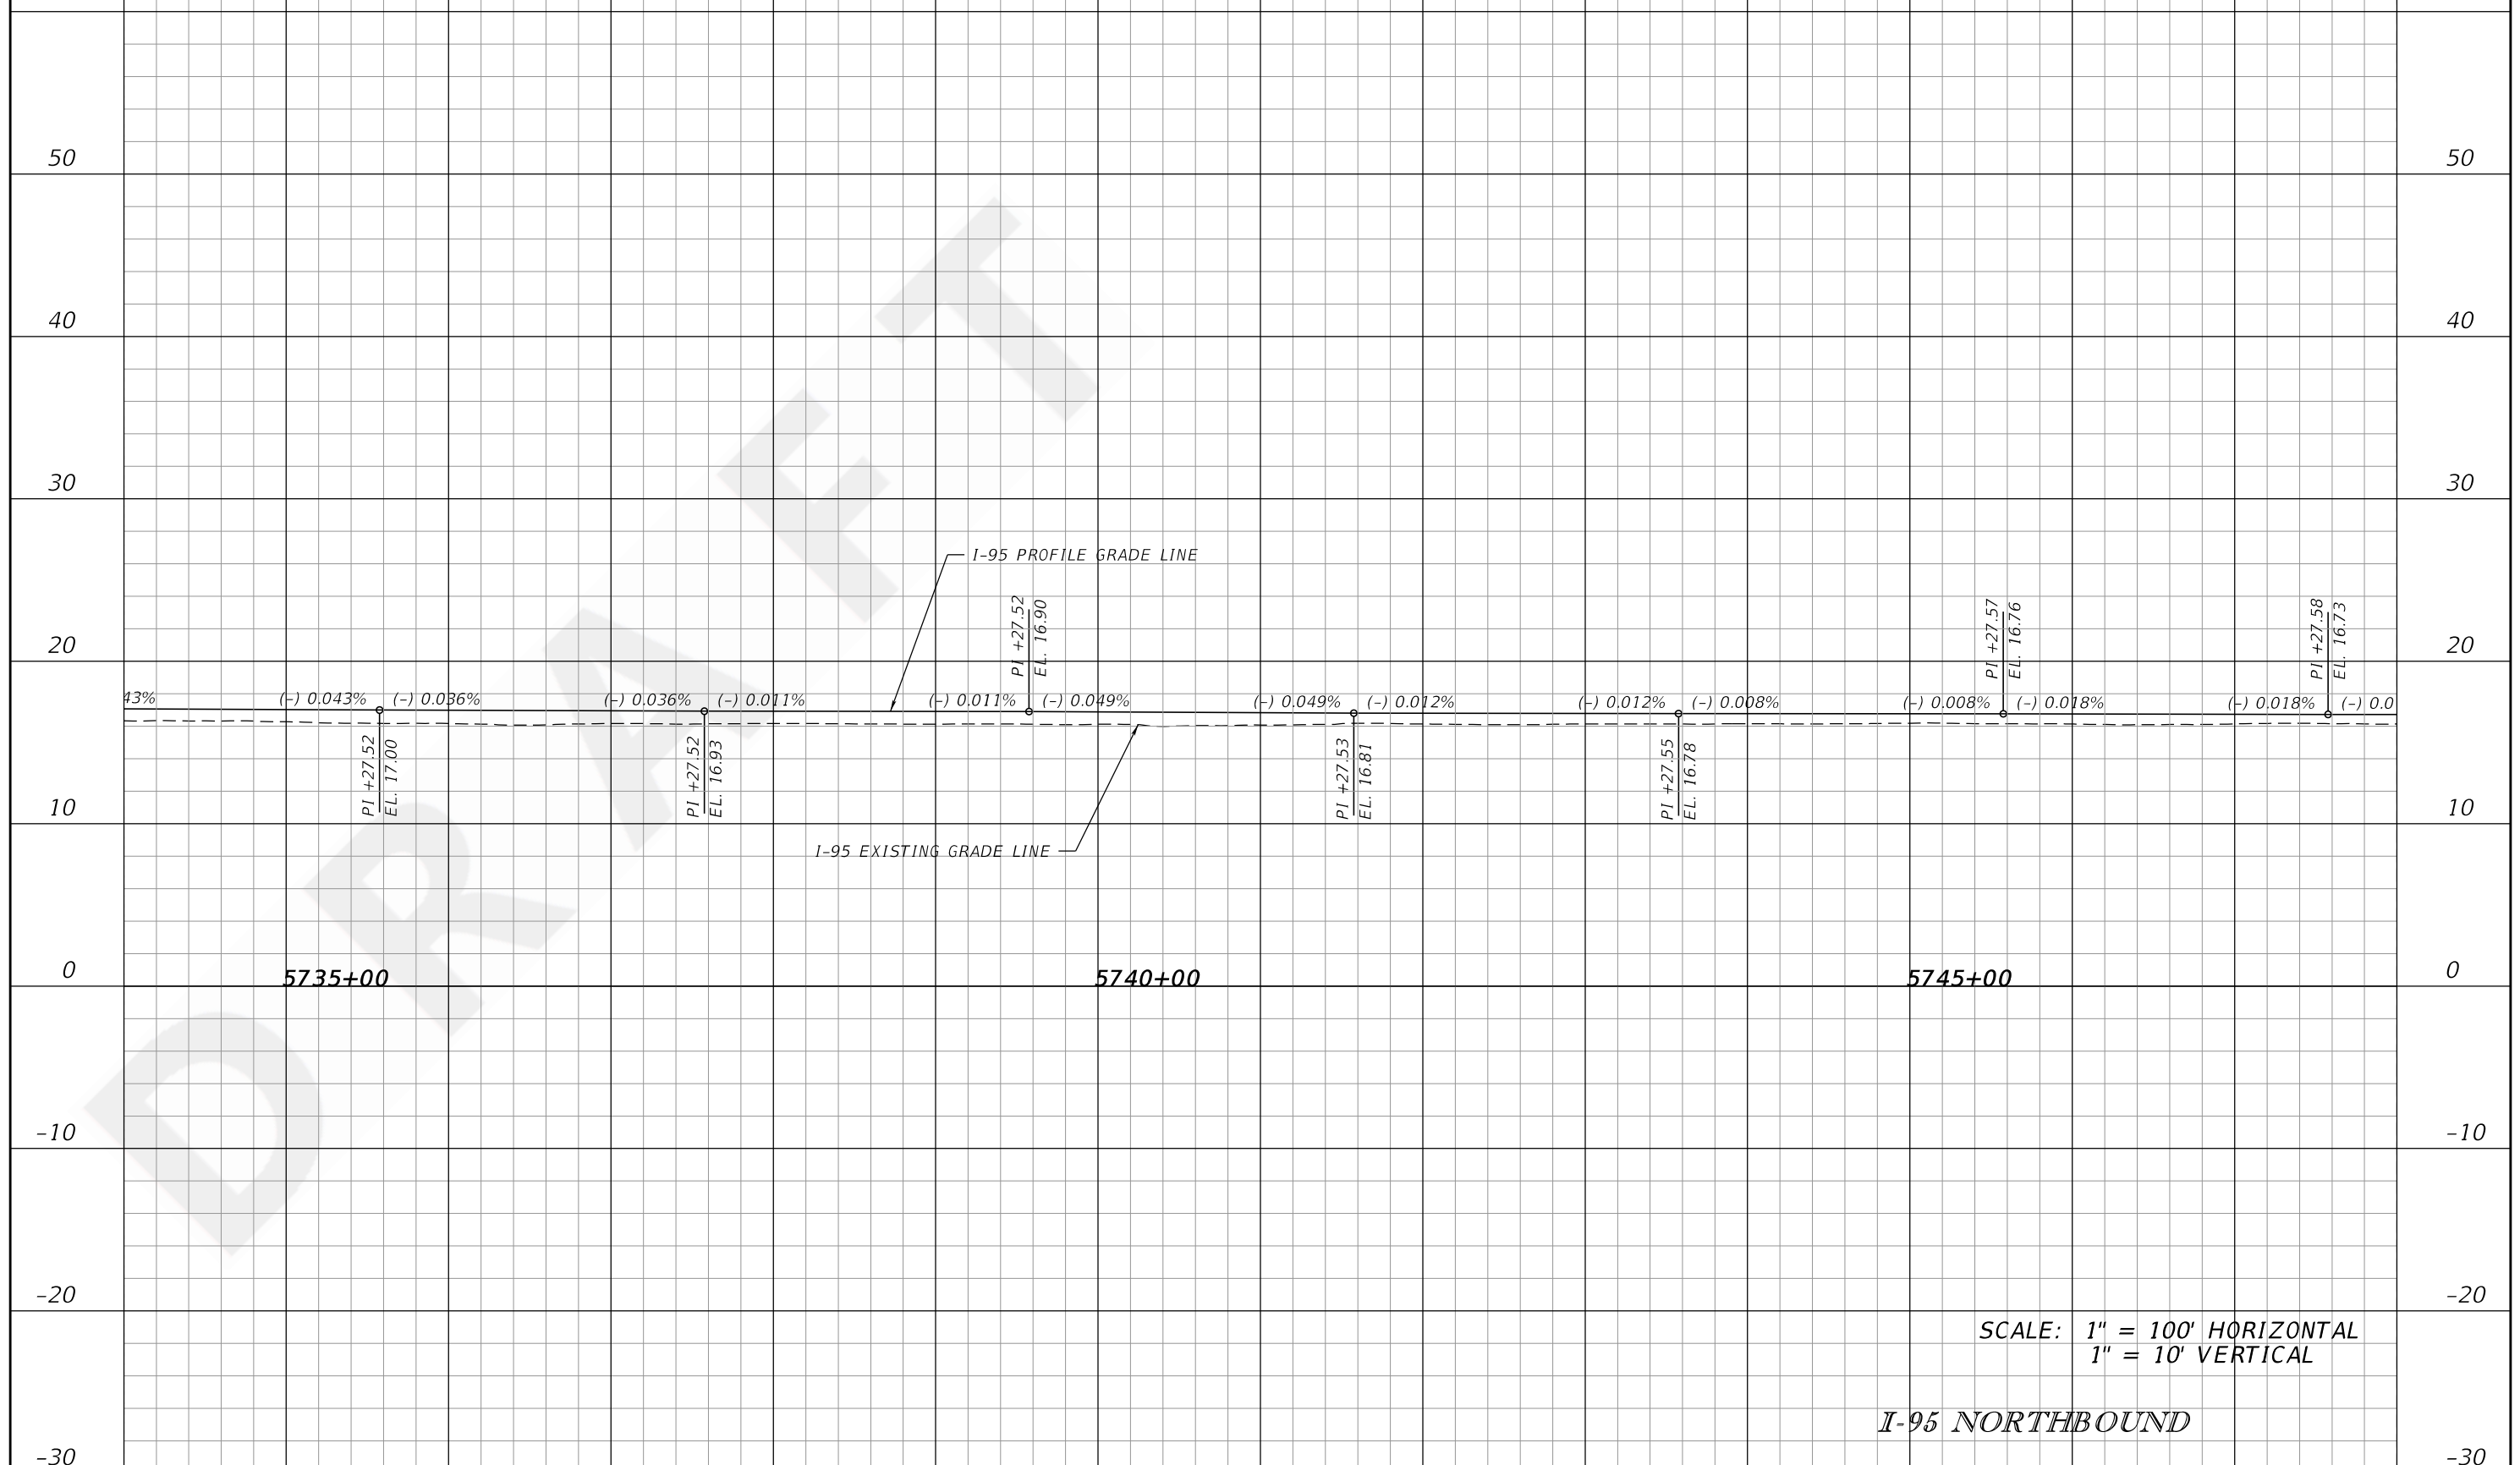 50
50
40
40
30
30
I-95 PROFILE GRADE LINE
PI +27.52
EL. 16.90
PI +27.57
EL. 16.76
PI +27.58
EL. 16.73
20
20
43%
(-) 0.043%
(-) 0.036%
(-) 0.036%
(-) 0.011%
(-) 0.011%
(-) 0.049%
(-) 0.049%
(-) 0.012%
(-) 0.012%
(-) 0.008%
(-) 0.008%
(-) 0.018%
(-) 0.018%
(-) 0.0
PI +27.52
EL. 17.00
PI +27.52
EL. 16.93
PI +27.53
EL. 16.81
PI +27.55
EL. 16.78
10
10
I-95 EXISTING GRADE LINE
0
5735+00
5740+00
5745+00
0
DRAFT
-10
-10
-20
-20
SCALE: 1" = 100' HORIZONTAL
1" = 10' VERTICAL
I-95 NORTHBOUND
-30
-30